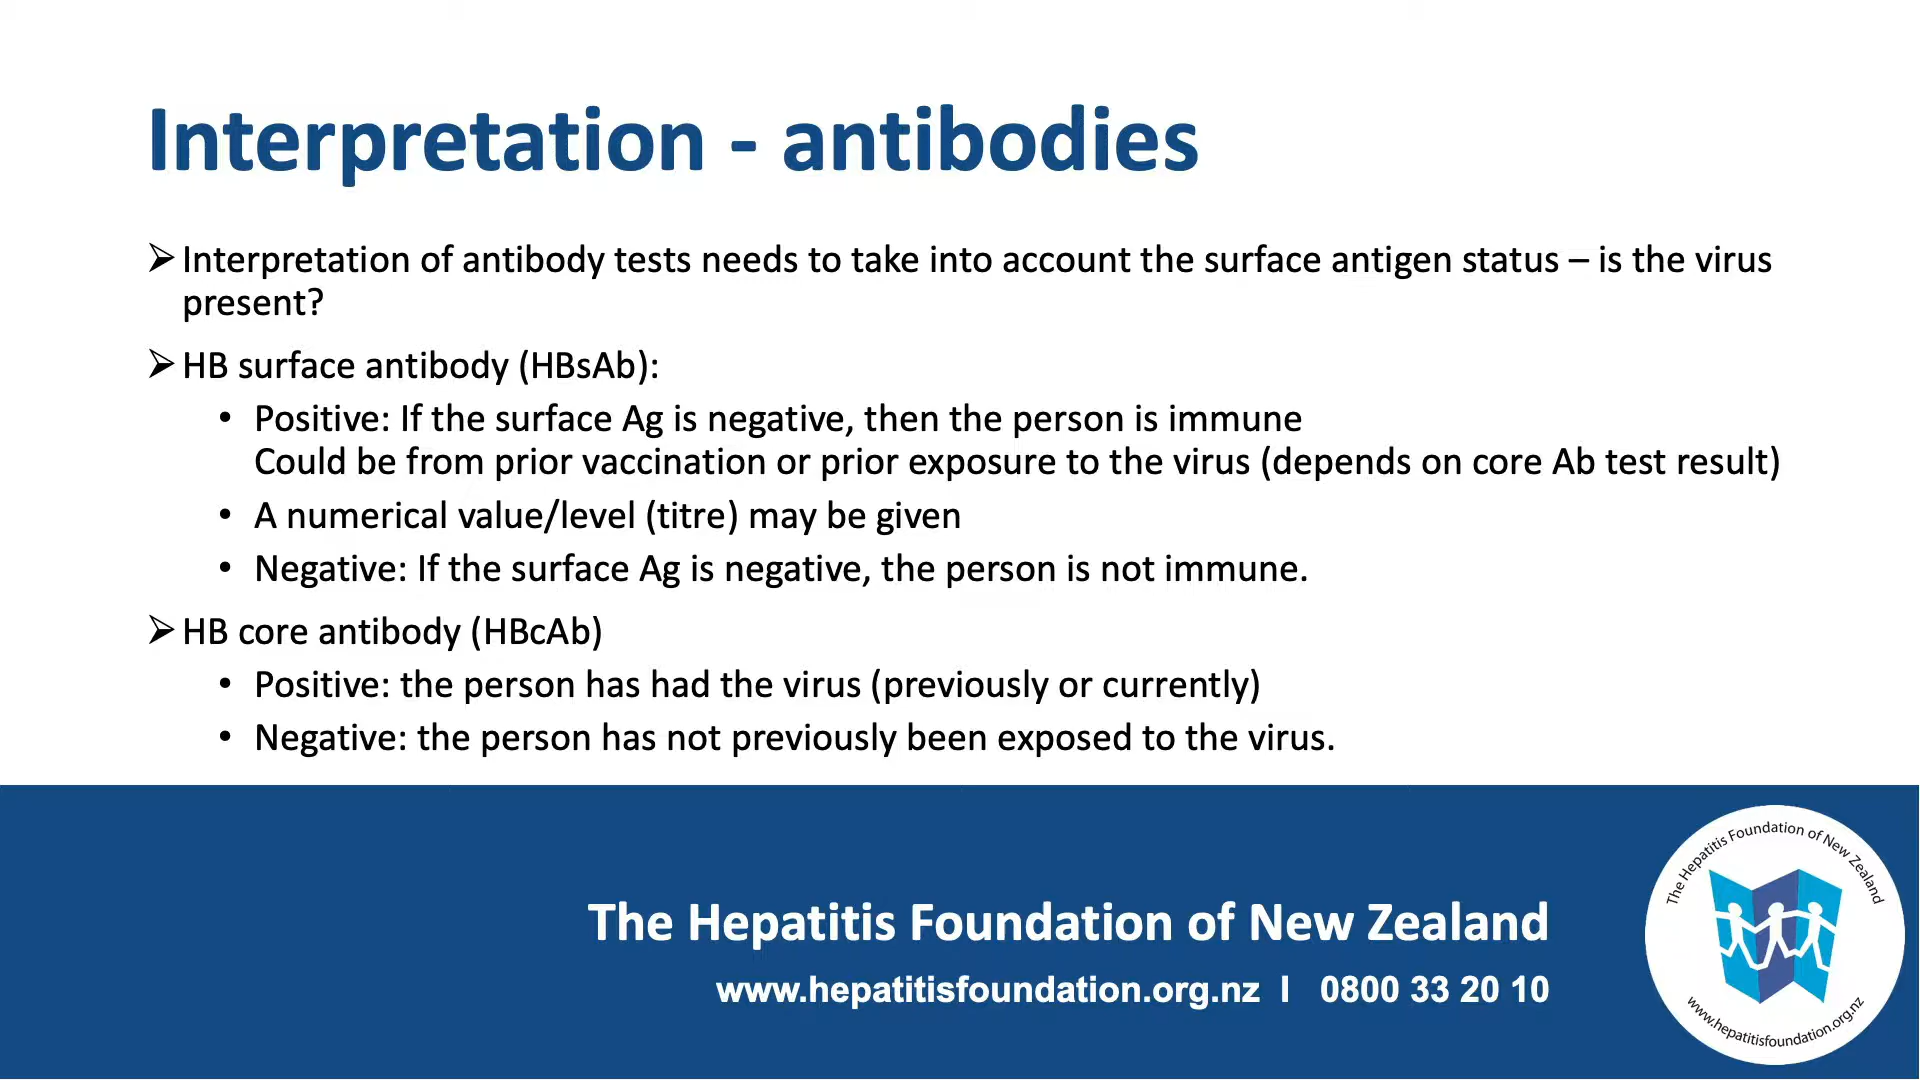 Interpretation - antibodies
➢ Interpretation of antibody tests needs to take into account the surface antigen status – is the virus
present?
➢ HB surface antibody (HBsAb):
• Positive: If the surface Ag is negative, then the person is immune
Could be from prior vaccination or prior exposure to the virus (depends on core Ab test result)
• A numerical value/level (titre) may be given
• Negative: If the surface Ag is negative, the person is not immune.
➢ HB core antibody (HBcAb)
• Positive: the person has had the virus (previously or currently)
• Negative: the person has not previously been exposed to the virus.
The Hepatitis Foundation of New Zealand
www.hepatitisfoundation.org.nz I 0800 33 20 10
The Hepatitis Foundation of New Zealand
www.hepatitisfoundation.org.nz